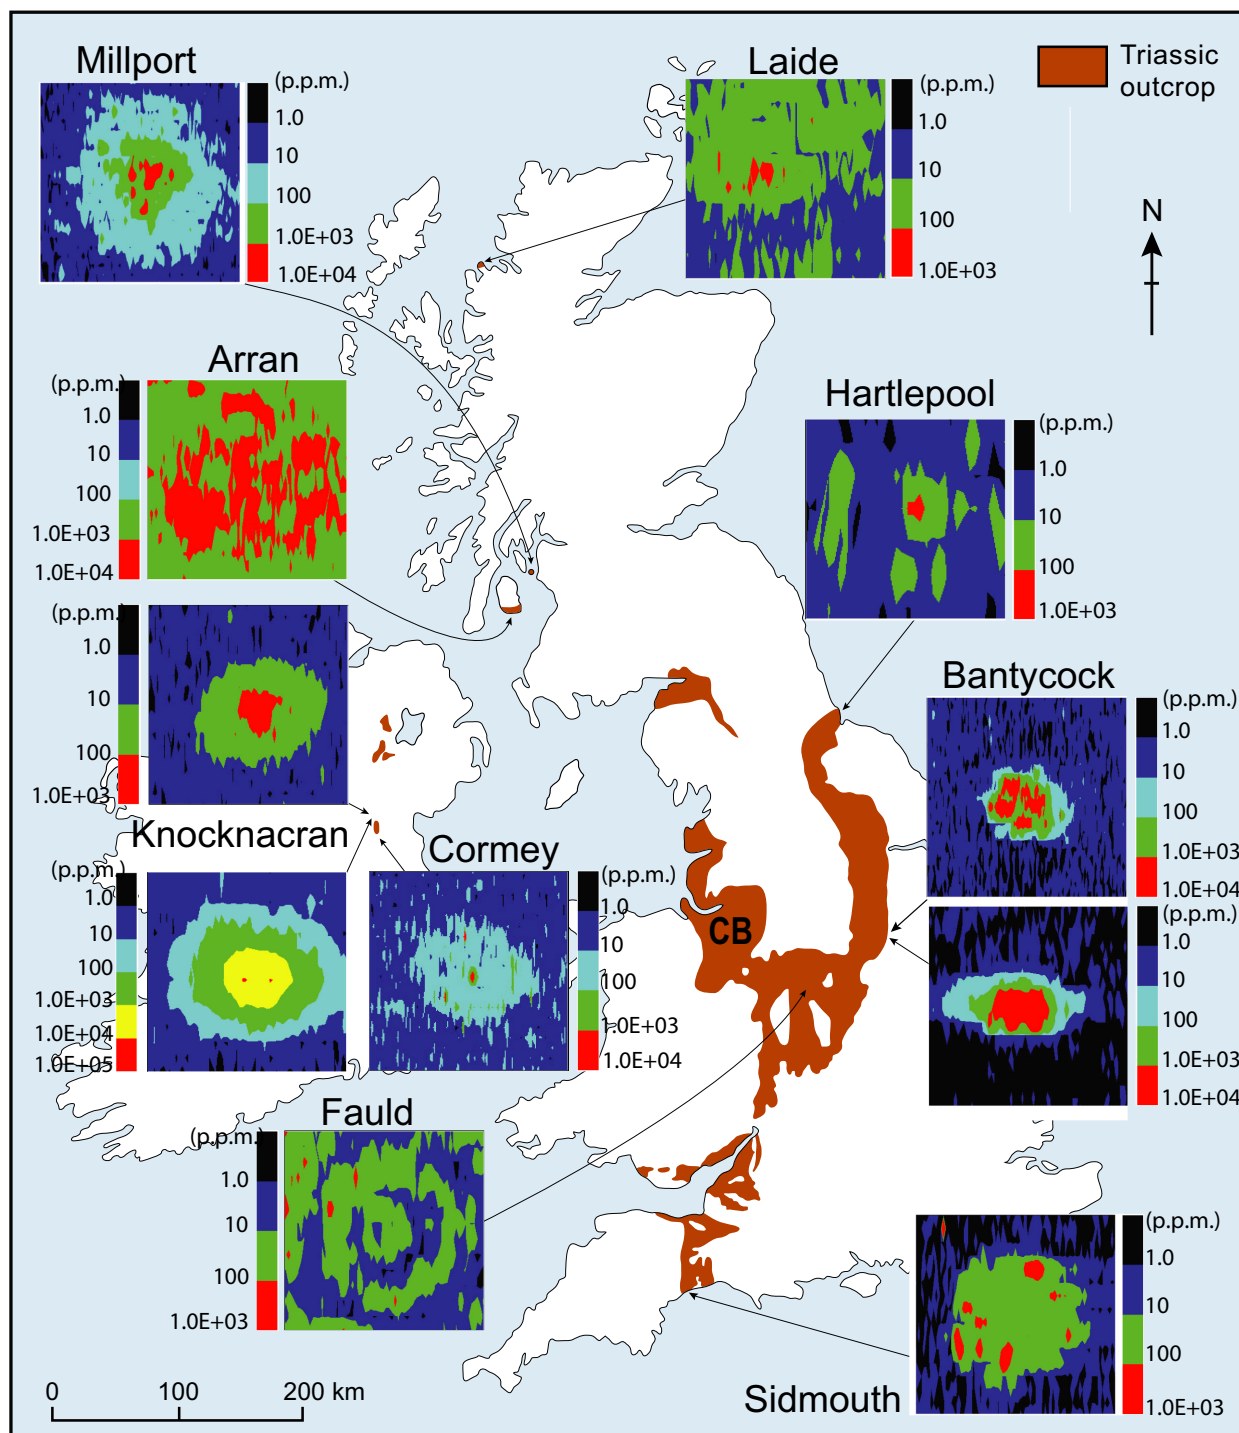 Millport
(p.p.m.)
1.0
10
100
1.0E+03
1.0E+04
Laide
(p.p.m.)
1.0
10
100
1.0E+03
Triassic
outcrop
N
Arran
(p.p.m.)
1.0
10
100
1.0E+03
1.0E+04
Hartlepool
(p.p.m.)
1.0
10
100
1.0E+03
(p.p.m.)
1.0
10
100
1.0E+03
Knocknacran
(p.p.m.)
1.0
10
100
1.0E+03
1.0E+04
1.0E+05
Cormey
(p.p.m.)
1.0
10
100
1.0E+03
1.0E+04
Bantycock
(p.p.m.)
1.0
10
100
1.0E+03
1.0E+04
(p.p.m.)
1.0
10
100
1.0E+03
1.0E+04
CB
Fauld
(p.p.m.)
1.0
10
100
1.0E+03
Sidmouth
(p.p.m.)
1.0
10
100
1.0E+03
0 100 200 km